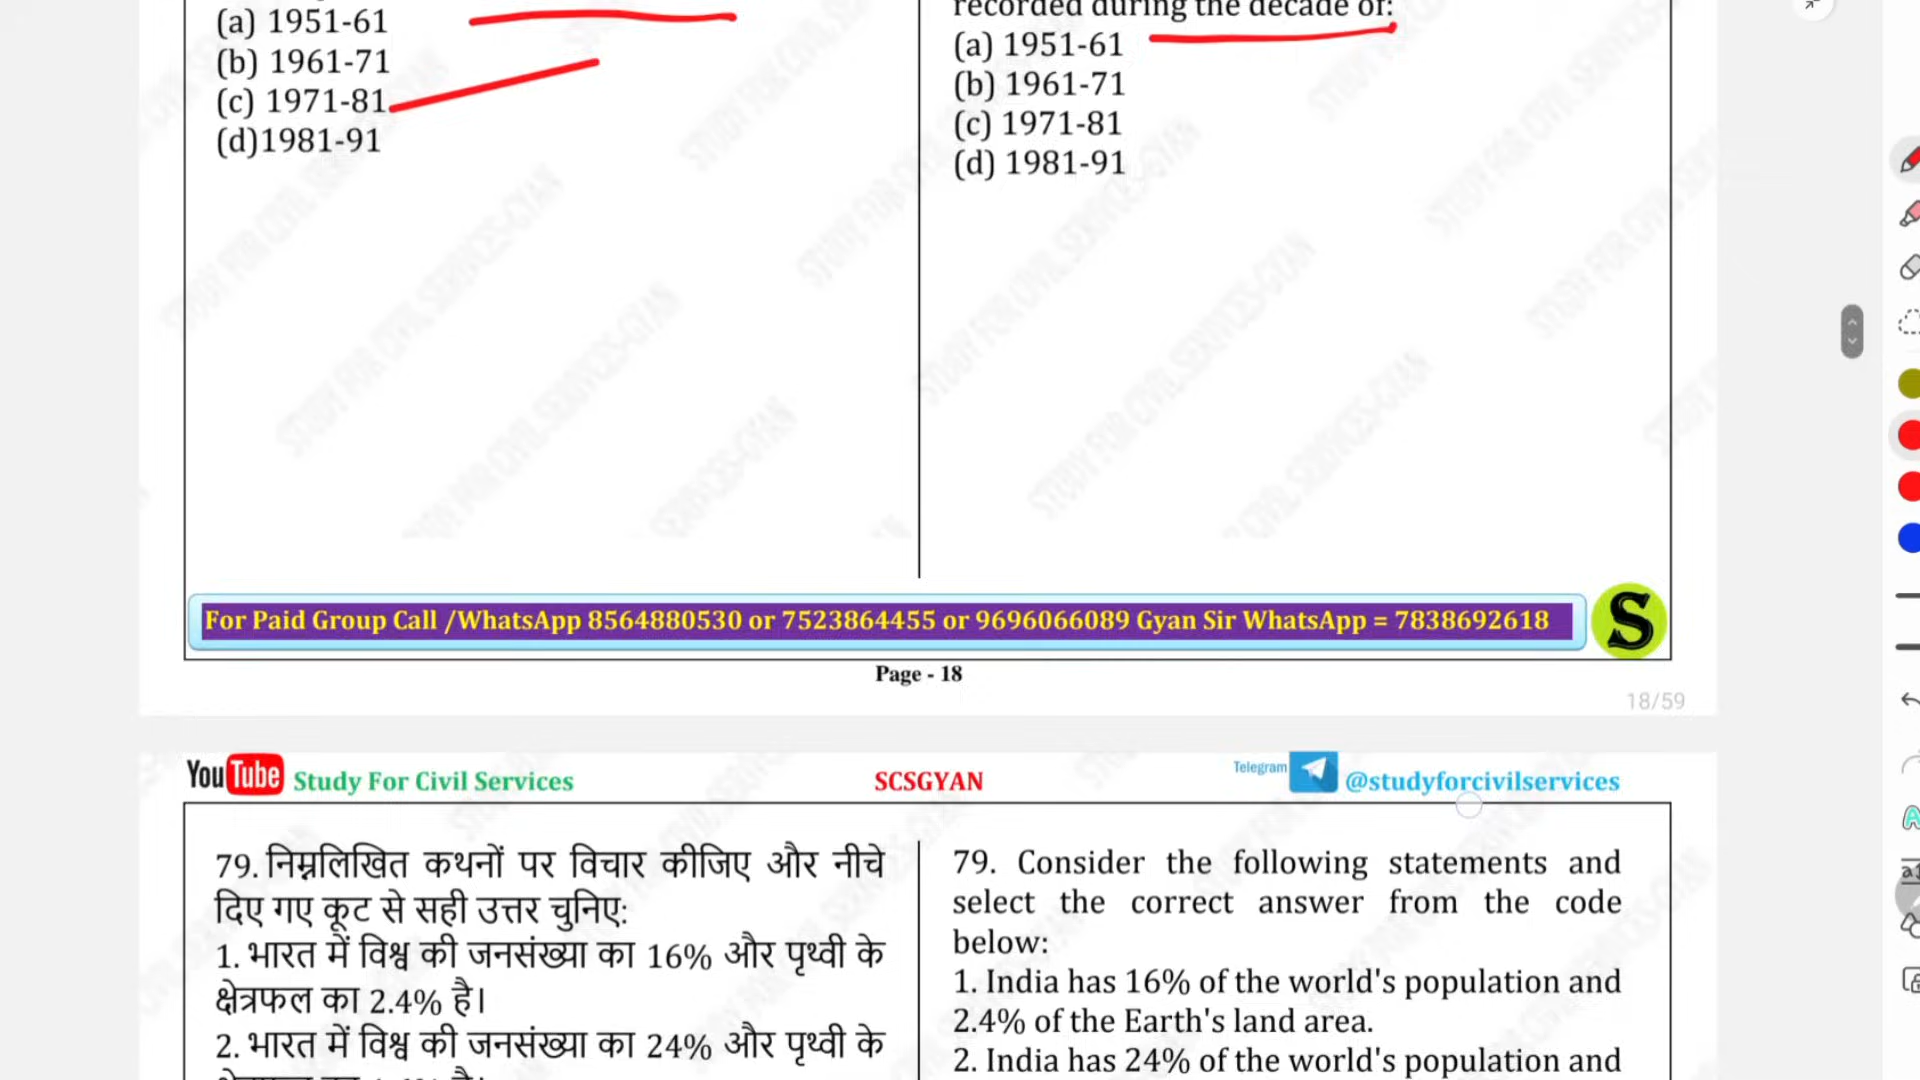 (a) 1951-61
(b) 1961-71
(c) 1971-81
(d)1981-91
recorded during the decade of:
(a) 1951-61
(b) 1961-71
(c) 1971-81
(d) 1981-91
For Paid Group Call /WhatsApp 8564880530 or 7523864455 or 9696066089 Gyan Sir WhatsApp = 7838692618
S
Page - 18
18/59
YouTube Study For Civil Services
SCSGYAN
Telegram @studyforcivilservices
79. निम्नलिखित कथनों पर विचार कीजिए और नीचे
दिए गए कूट से सही उत्तर चुनिए:
1. भारत में विश्व की जनसंख्या का 16% और पृथ्वी के
क्षेत्रफल का 2.4% है।
2. भारत में विश्व की जनसंख्या का 24% और पृथ्वी के
79. Consider the following statements and
select the correct answer from the code
below:
1. India has 16% of the world's population and
2.4% of the Earth's land area.
2. India has 24% of the world's population and
STUDY FOR CIVIL SERVICES-GYAN